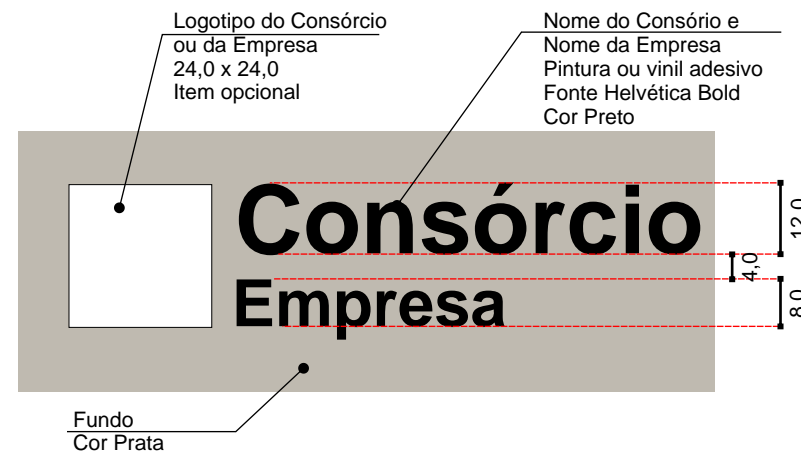 Logotipo do Consórcio
ou da Empresa
24,0 x 24,0
Item opcional
Nome do Consório e
Nome da Empresa
Pintura ou vinil adesivo
Fonte Helvética Bold
Cor Preto
Consórcio
Empresa
12,0
4,0
8,0
Fundo
Cor Prata